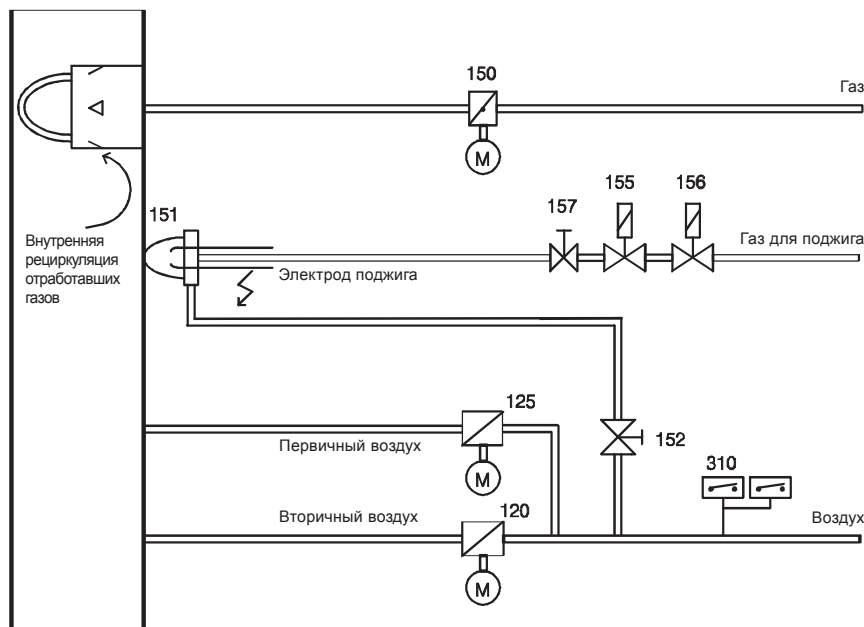 150
Газ
M
151
157
155
156
Газ для поджига
Внутренняя
рециркуляция
отработавших
газов
Электрод поджига
125
Первичный воздух
M
152
310
Вторичный воздух
120
Воздух
M